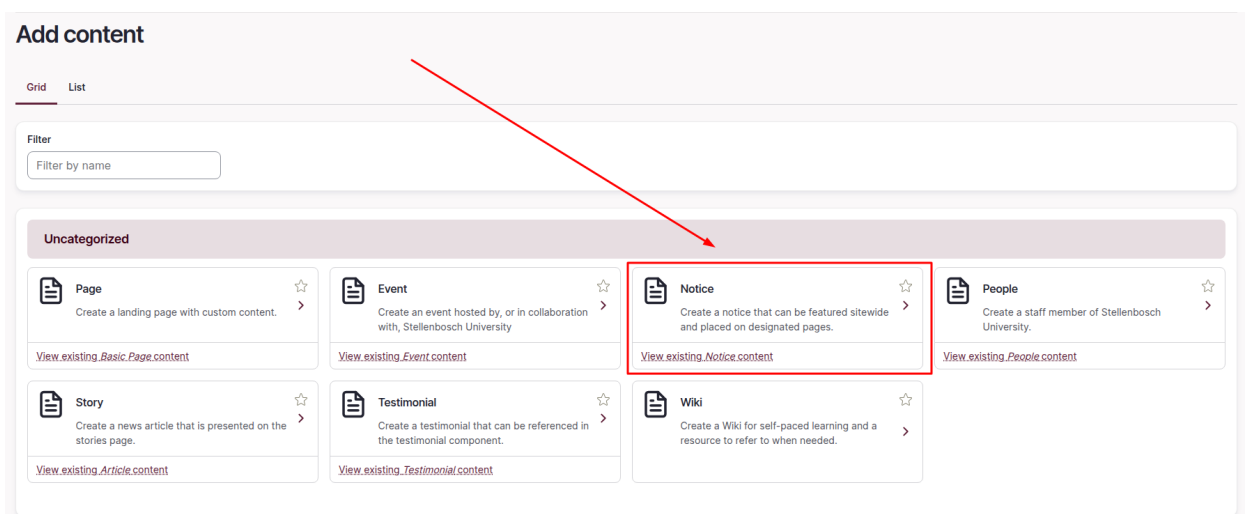 Add content
Grid List
Filter
Filter by name
Uncategorized
Page
Create a landing page with custom content.
View existing Basic Page content
Event
Create an event hosted by, or in collaboration
with, Stellenbosch University
View existing Event content
Notice
Create a notice that can be featured sitewide
and placed on designated pages.
View existing Notice content
People
Create a staff member of Stellenbosch
University.
View existing People content
Story
Create a news article that is presented on the
stories page.
View existing Article content
Testimonial
Create a testimonial that can be referenced in
the testimonial component.
View existing Testimonial content
Wiki
Create a Wiki for self-paced learning and a
resource to refer to when needed.